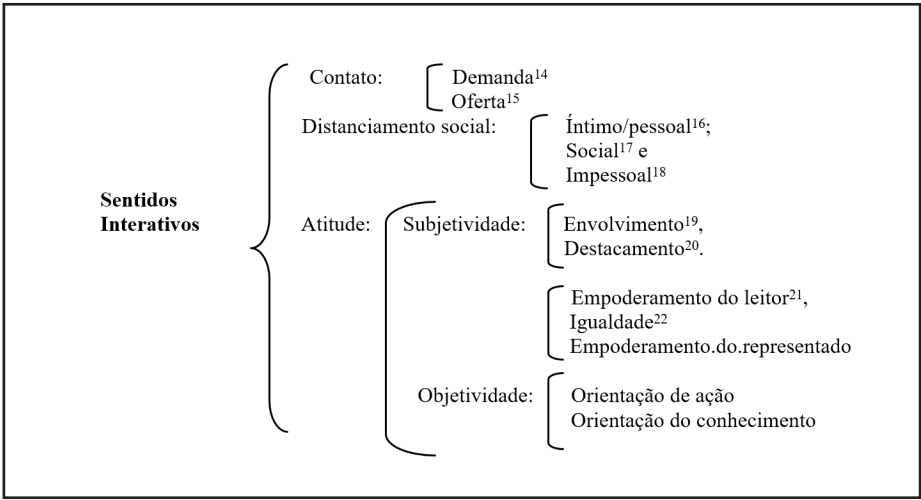 Contato: Demanda¹⁴
Oferta¹⁵
Distanciamento social: Íntimo/pessoal¹⁶;
Social¹⁷ e
Impessoal¹⁸
Sentidos
Interativos
Atitude: Subjetividade: Envolvimento¹⁹,
Destacamento²⁰.
Empoderamento do leitor²¹,
Igualdade²²
Empoderamento.do.representado
Objetividade: Orientação de ação
Orientação do conhecimento